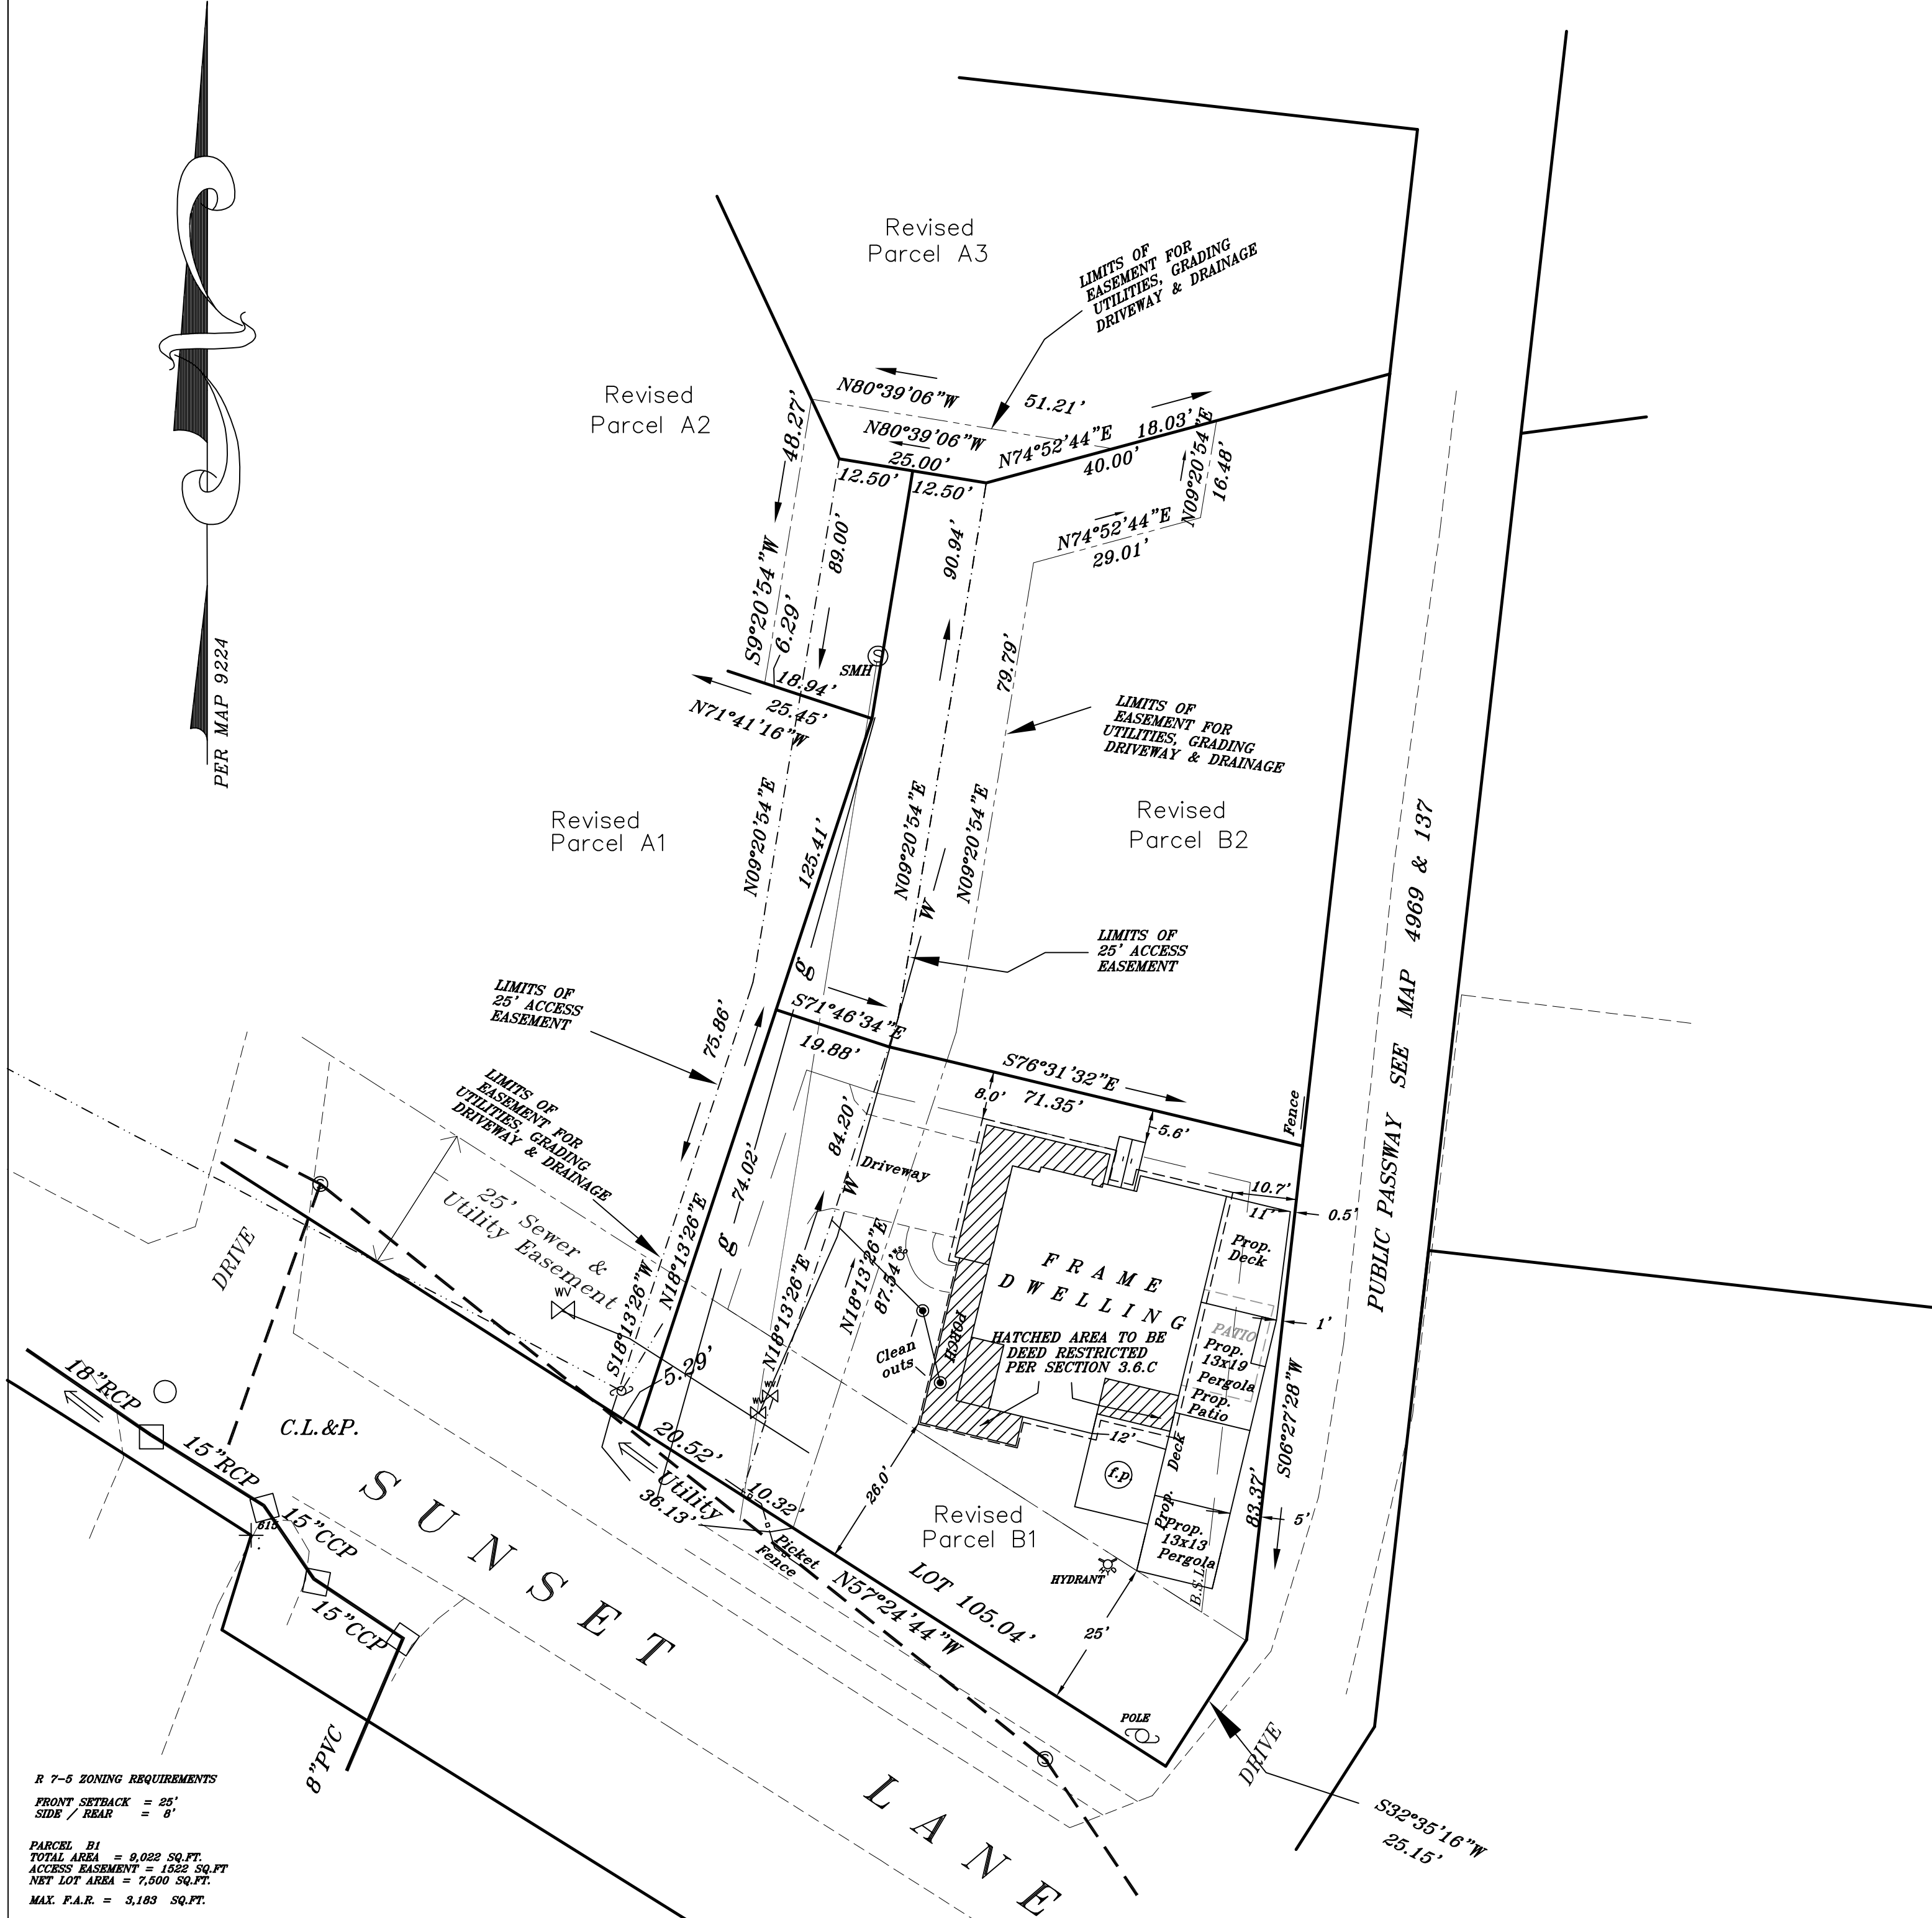 PER MAP 9224
Revised
Parcel A3
LIMITS OF
EASEMENT FOR
UTILITIES, GRADING
DRIVEWAY & DRAINAGE
Revised
Parcel A2
N80°39'06"W
51.21'
18.03'
N80°39'06"W
25.00'
12.50'
12.50'
N74°52'44"E
40.00'
N09°20'54"E
16.48'
N74°52'44"E
29.01'
48.27'
S9°20'54"W
6.29'
89.00'
90.94'
79.79'
SMH
S
18.94'
25.45'
N71°41'16"W
LIMITS OF
EASEMENT FOR
UTILITIES, GRADING
DRIVEWAY & DRAINAGE
Revised
Parcel A1
Revised
Parcel B2
N09°20'54"E
125.41'
N09°20'54"E
N09°20'54"E
W
g
PUBLIC PASSWAY SEE MAP 4969 & 137
LIMITS OF
25' ACCESS
EASEMENT
LIMITS OF
25' ACCESS
EASEMENT
75.86'
S71°46'34"E
19.88'
S76°31'32"E
71.35'
8.0'
5.6'
Fence
LIMITS OF
EASEMENT FOR
UTILITIES, GRADING
DRIVEWAY & DRAINAGE
25' Sewer &
Utility Easement
DRIVE
WV
84.20'
74.02'
Driveway
W
g
N18°13'26"E
S18°13'26"W
N18°13'26"E
N18°13'26"E
87.54'
5.29'
10.7'
11'
0.5'
Prop.
Deck
FRAME
DWELLING
PATIO
1'
PORCH
Clean
outs
HATCHED AREA TO BE
DEED RESTRICTED
PER SECTION 3.6.C
Prop.
13x19
Pergola
Prop.
Patio
S06°27'28"W
83.37'
WV
WV
12'
f.p
Prop.
Deck
26.0'
Revised
Parcel B1
5'
Prop.
13x13
Pergola
B.S.L.
HYDRANT
25'
LOT 105.04'
N57°24'44"W
20.52'
Utility
36.13'
10.32'
Picket
Fence
18"RCP
15"RCP
C.L.&P.
615
15"CCP
15"CCP
8"PVC
SUNSET
LANE
POLE
DRIVE
S32°35'16"W
25.15'
R 7-5 ZONING REQUIREMENTS
FRONT SETBACK = 25'
SIDE / REAR = 8'
PARCEL B1
TOTAL AREA = 9,022 SQ.FT.
ACCESS EASEMENT = 1522 SQ.FT
NET LOT AREA = 7,500 SQ.FT.
MAX. F.A.R. = 3,183 SQ.FT.